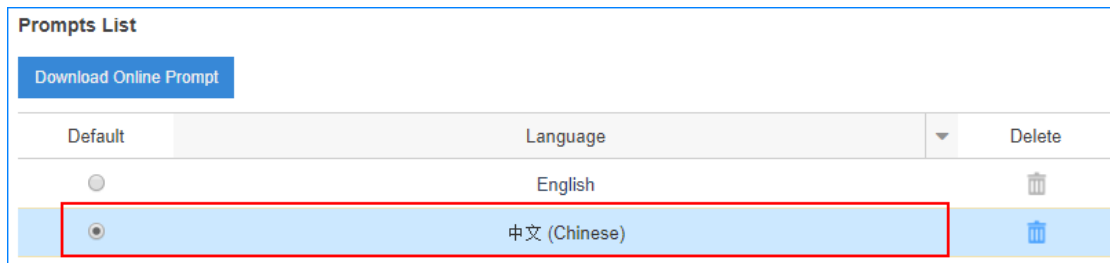 Prompts List
Download Online Prompt
Default Language Delete
English
中文 (Chinese)